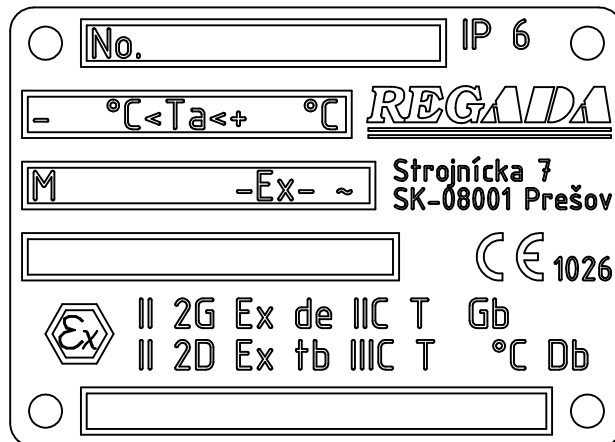 No. IP 6
- °C<Ta<+ °C REGADA
M -Ex- ~ Strojnícka 7
SK-08001 Prešov
CE 1026
Ex II 2G Ex de IIC T Gb
II 2D Ex tb IIIC T °C Db